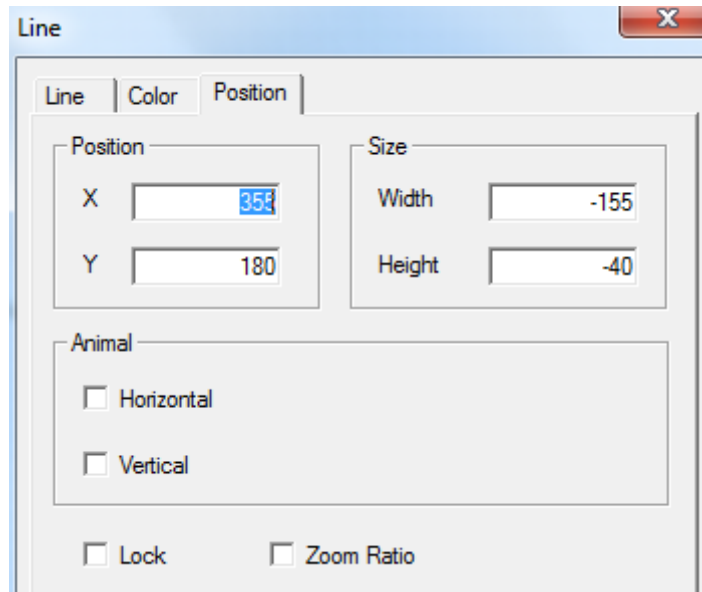 Line
Line Color Position
Position
X 355
Y 180
Size
Width -155
Height -40
Animal
Horizontal
Vertical
Lock Zoom Ratio